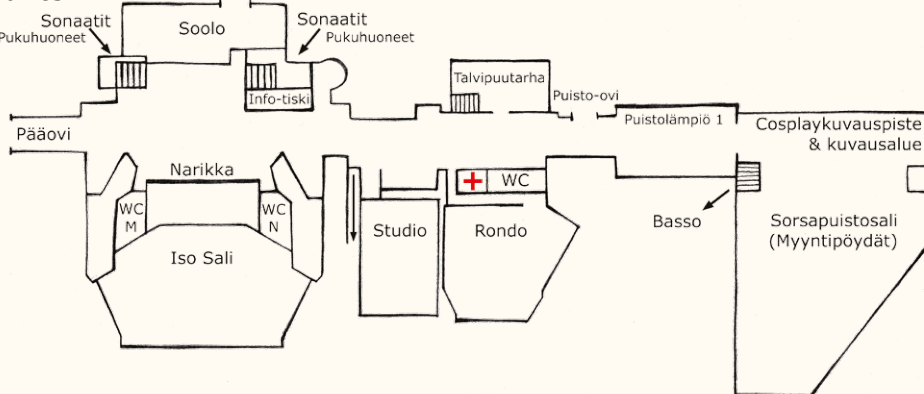 Sonaatit
Pukuhuoneet
Soolo
Sonaatit
Pukuhuoneet
Info-tiski
Talvipuutarha
Puisto-ovi
Puistolämpiö 1
Cosplaykuvauspiste
& kuvausalue
Pääovi
Narikka
WC
M
WC
N
Iso Sali
Studio
WC
Rondo
Basso
Sorsapuistosali
(Myyntipöydät)